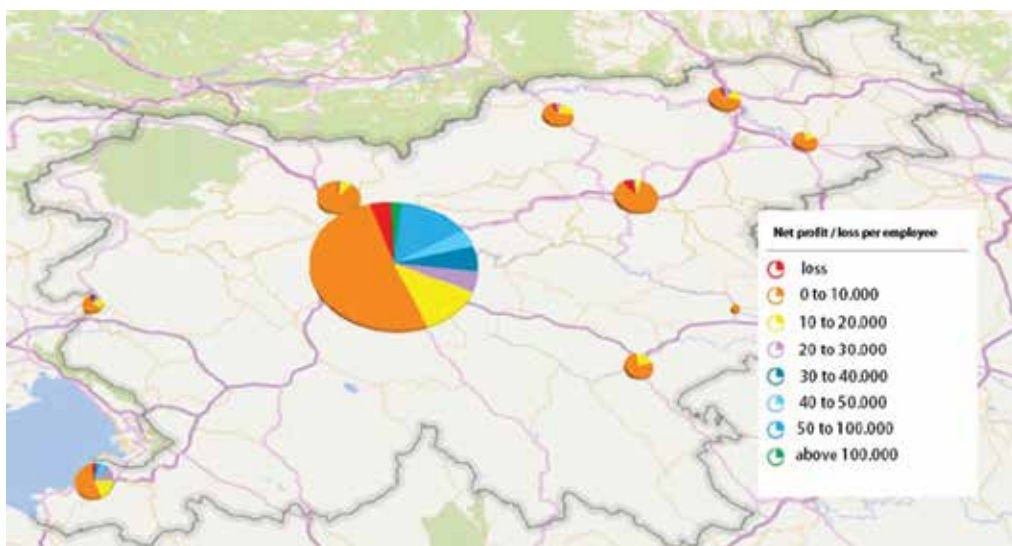 Net profit / loss per employee
loss
0 to 10.000
10 to 20.000
20 to 30.000
30 to 40.000
40 to 50.000
50 to 100.000
above 100.000